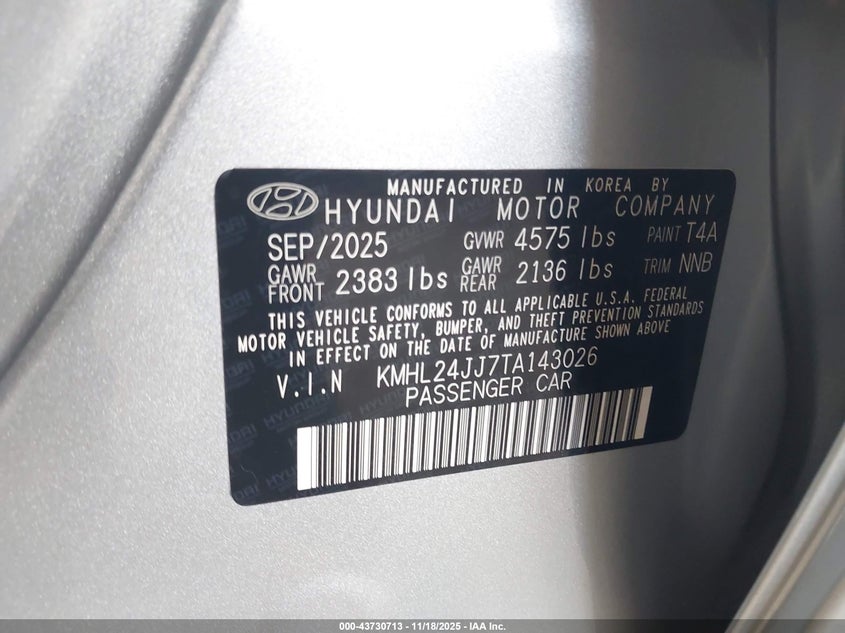 MANUFACTURED IN KOREA BY
HYUNDAI MOTOR COMPANY
SEP/2025 GVWR 4575 lbs PAINT T4A
GAWR FRONT 2383 lbs GAWR REAR 2136 lbs TRIM NNB
THIS VEHICLE CONFORMS TO ALL APPLICABLE U.S.A. FEDERAL
MOTOR VEHICLE SAFETY, BUMPER, AND THEFT PREVENTION STANDARDS
IN EFFECT ON THE DATE OF MANUFACTURE SHOWN ABOVE
V.I.N KMHL24JJ7TA143026
PASSENGER CAR
000-43730713 - 11/18/2025 - IAA Inc.